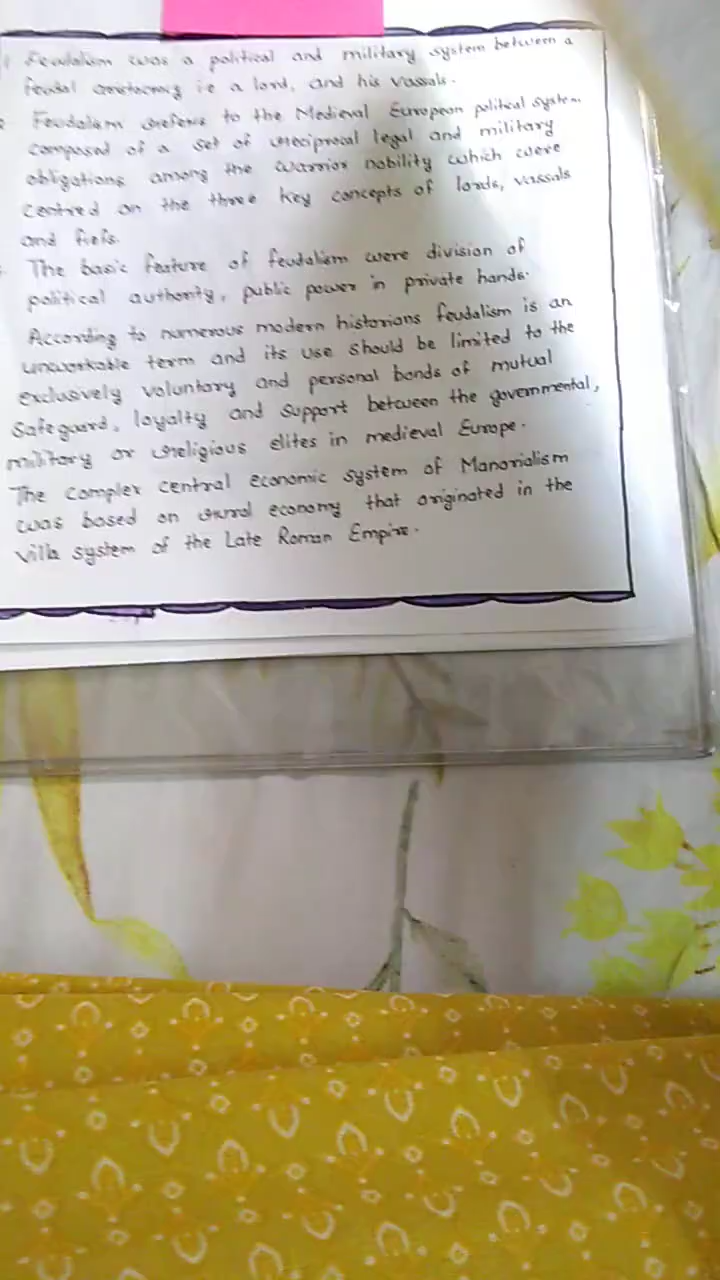 Feudalism was a political and military system between a
feudal aristocracy i.e a lord, and his vassals.
Feudalism refers to the Medieval European political system
composed of a set of reciprocal legal and military
obligations among the warrior nobility which were
centred on the three key concepts of lords, vassals
and fiefs.
The basic feature of feudalism were division of
political authority, public power in private hands.
According to numerous modern historians feudalism is an
unworkable term and its use should be limited to the
exclusively voluntary and personal bonds of mutual
safeguard, loyalty and support between the governmental,
military or religious elites in medieval Europe.
The complex central economic system of Manorialism
was based on rural economy that originated in the
villa system of the Late Roman Empire.